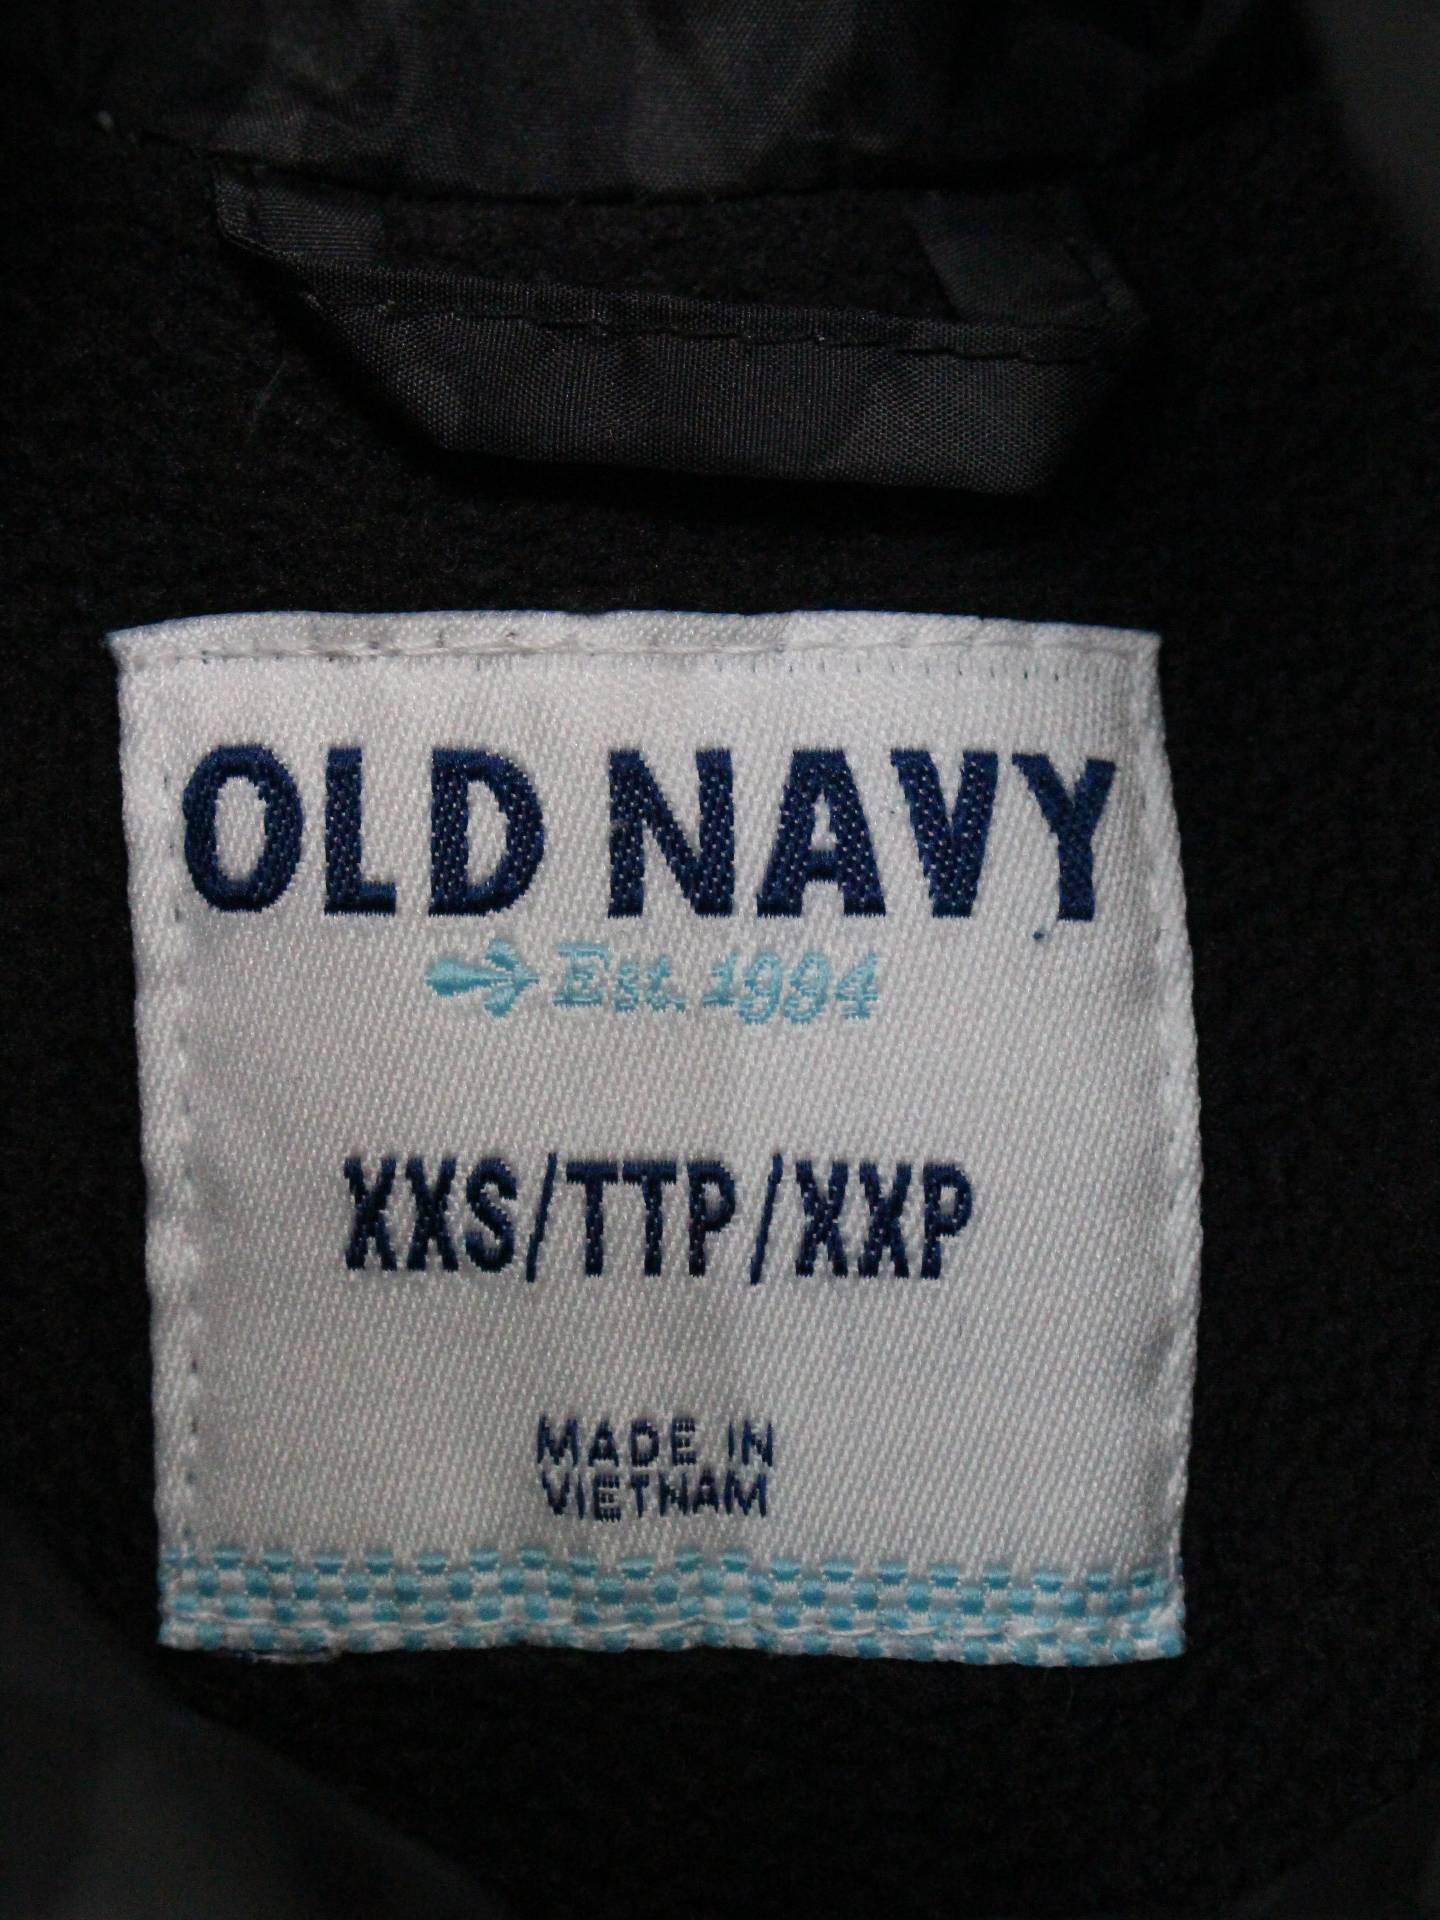 OLD NAVY
Est. 1994
XXS/TTP/XXP
MADE IN
VIETNAM